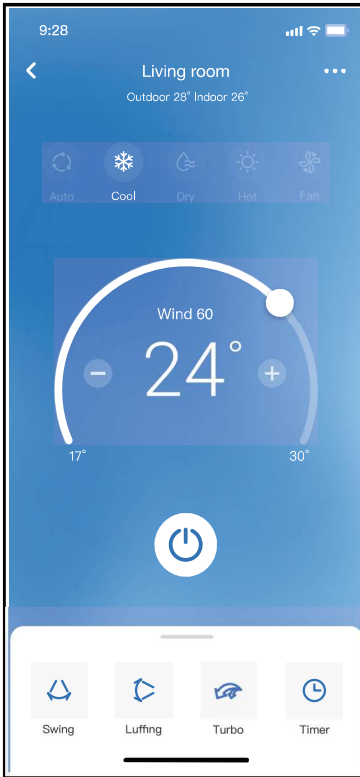 9:28
Living room
Outdoor 28° Indoor 26°
Auto Cool Dry Hot Fan
Wind 60
24°
17° 30°
Swing Luffing Turbo Timer